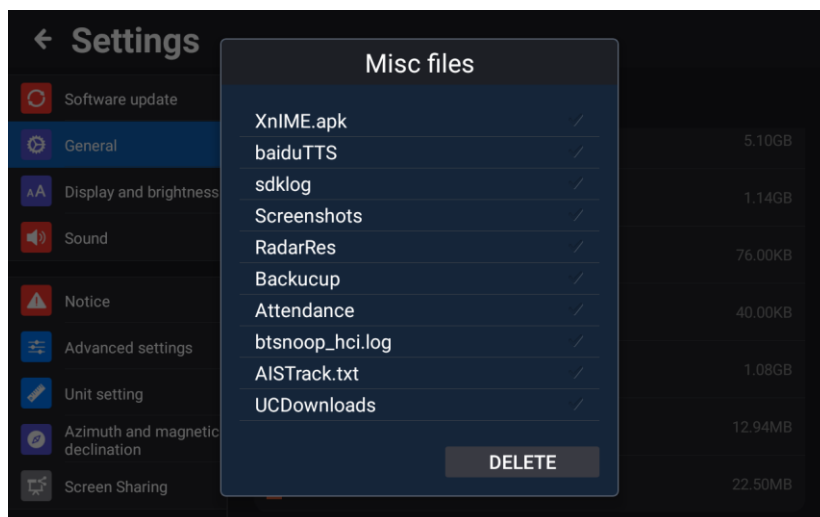 Settings
Software update
General
Display and brightness
Sound
Notice
Advanced settings
Unit setting
Azimuth and magnetic
declination
Screen Sharing
Misc files
XnIME.apk
baiduTTS
sdklog
Screenshots
RadarRes
Backucup
Attendance
btsnoop_hci.log
AISTrack.txt
UCDownloads
DELETE
5.10GB
1.14GB
76.00KB
40.00KB
1.08GB
12.94MB
22.50MB